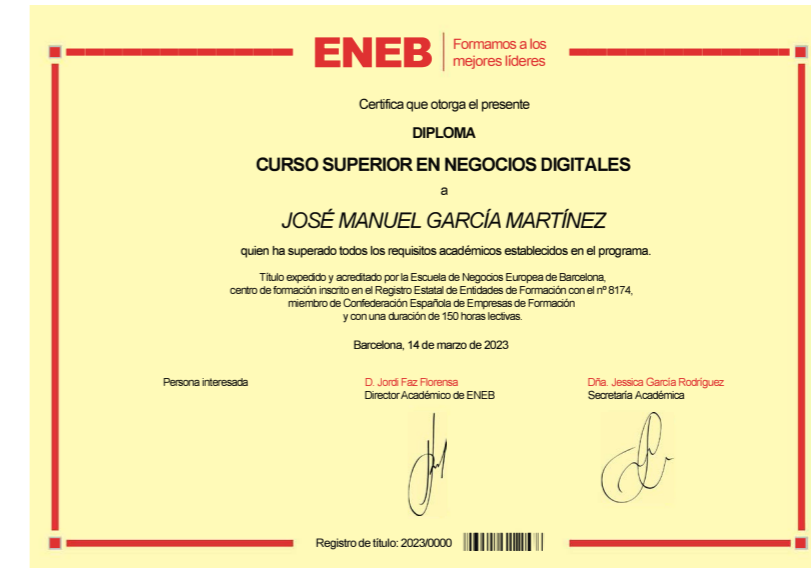 ENEB
Formamos a los
mejores líderes
Certifica que otorga el presente
DIPLOMA
CURSO SUPERIOR EN NEGOCIOS DIGITALES
a
JOSÉ MANUEL GARCÍA MARTÍNEZ
quien ha superado todos los requisitos académicos establecidos en el programa.
Título expedido y acreditado por la Escuela de Negocios Europea de Barcelona,
centro de formación inscrito en el Registro Estatal de Entidades de Formación con el nº 8174,
miembro de Confederación Española de Empresas de Formación
y con una duración de 150 horas lectivas.
Barcelona, 14 de marzo de 2023
Persona interesada
D. Jordi Faz Florensa
Director Académico de ENEB
Dña. Jessica García Rodríguez
Secretaría Académica
Registro de título: 2023/0000